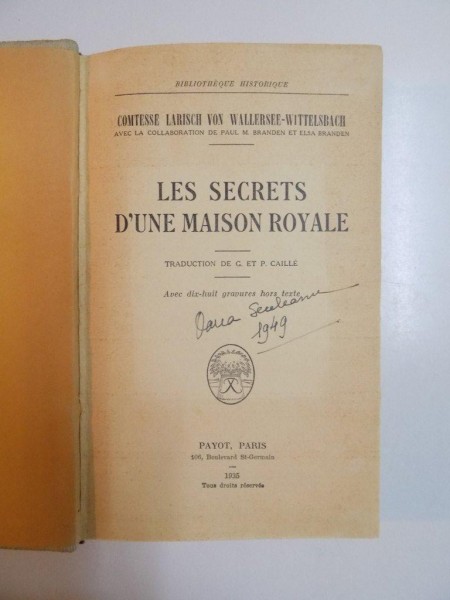 BIBLIOTHÈQUE HISTORIQUE
COMTESSE LARISCH VON WALLERSEE-WITTELSBACH
AVEC LA COLLABORATION DE PAUL M. BRANDEN ET ELSA BRANDEN
LES SECRETS
D'UNE MAISON ROYALE
TRADUCTION DE G. ET P. CAILLÉ
Avec dix-huit gravures hors texte
1949
PAYOT, PARIS
106, Boulevard St-Germain
1935
Tous droits réservés